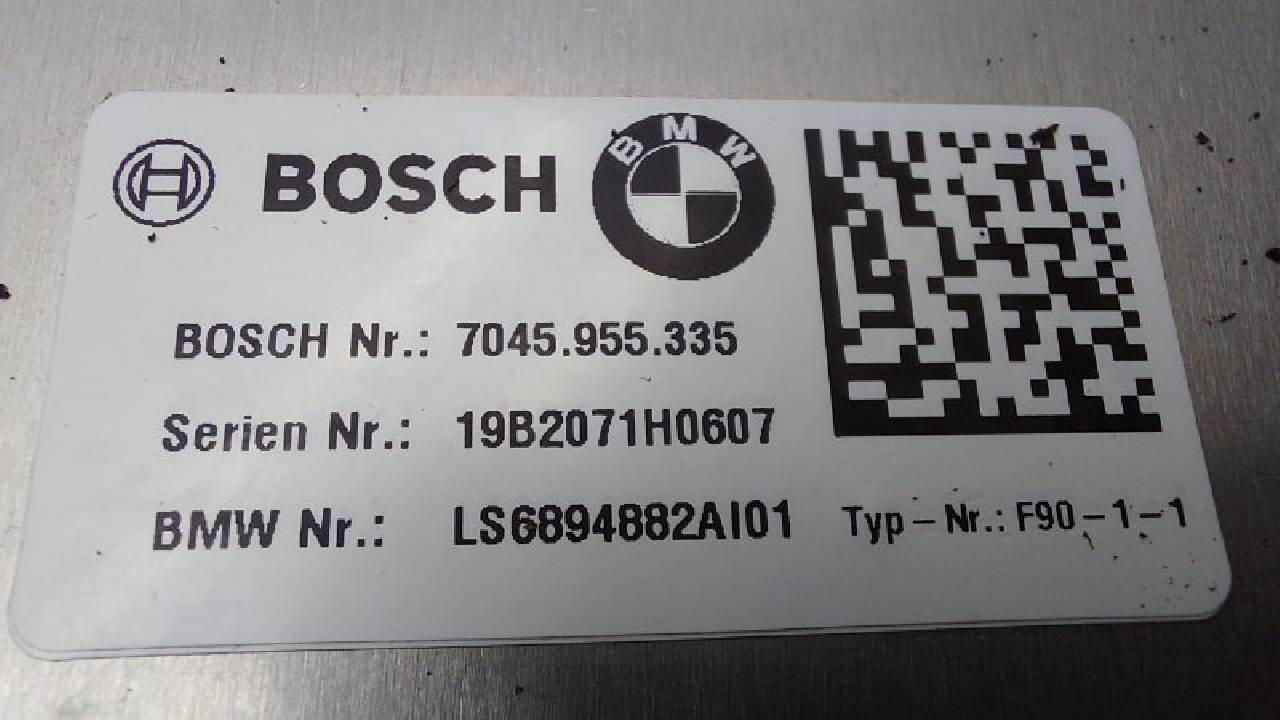 BOSCH
BMW
BOSCH Nr.: 7045.955.335
Serien Nr.: 19B2071H0607
BMW Nr.: LS6894882AI01 Typ-Nr.: F90-1-1